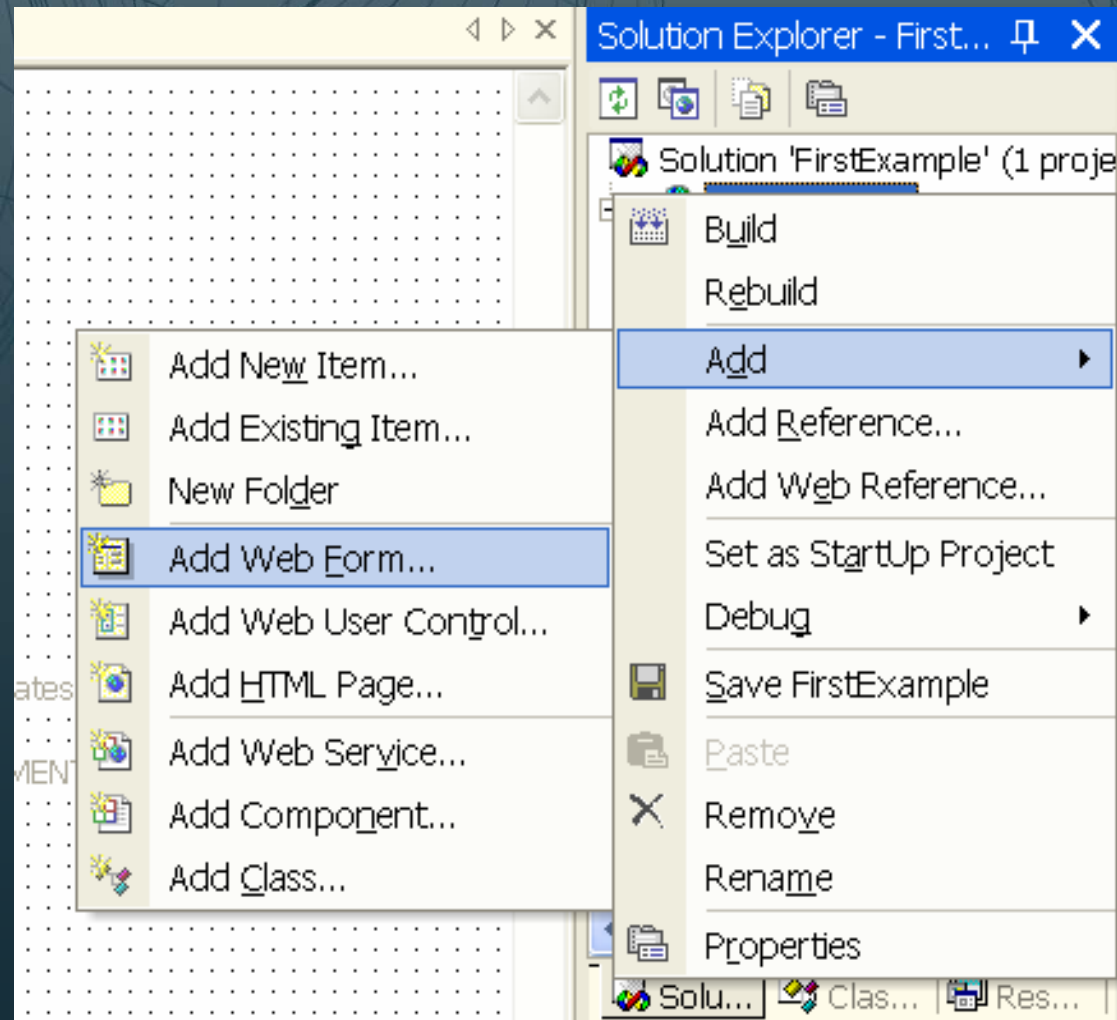 Solution Explorer - First...
Solution 'FirstExample' (1 proje
Build
Rebuild
Add
Add Reference...
Add Web Reference...
Set as StartUp Project
Debug
Save FirstExample
Paste
Remove
Rename
Properties
Add New Item...
Add Existing Item...
New Folder
Add Web Form...
Add Web User Control...
Add HTML Page...
Add Web Service...
Add Component...
Add Class...
ates
MENT
Solu...
Clas...
Res...